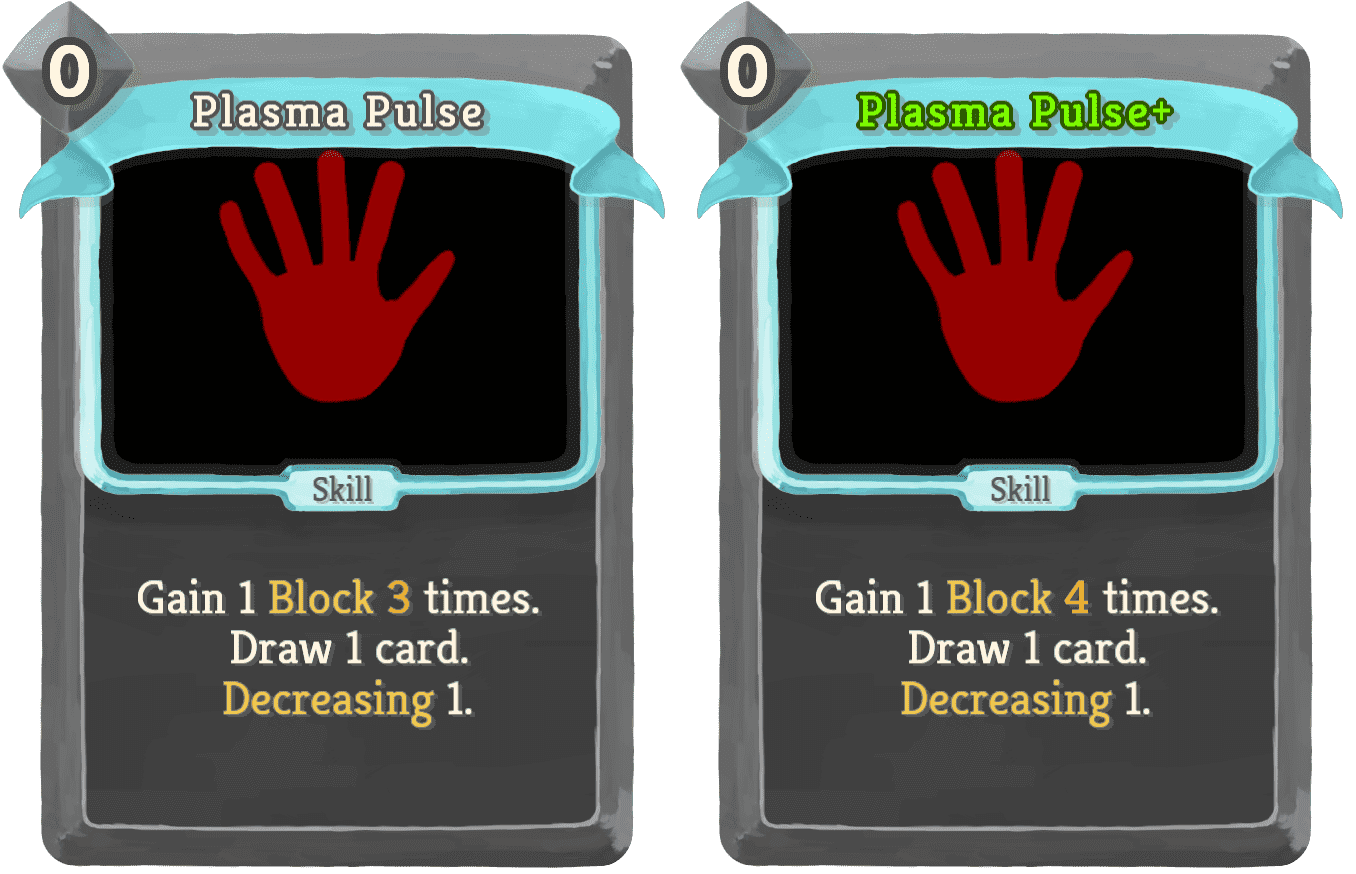 0
Plasma Pulse
Skill
Gain 1 Block 3 times.
Draw 1 card.
Decreasing 1.
0
Plasma Pulse+
Skill
Gain 1 Block 4 times.
Draw 1 card.
Decreasing 1.